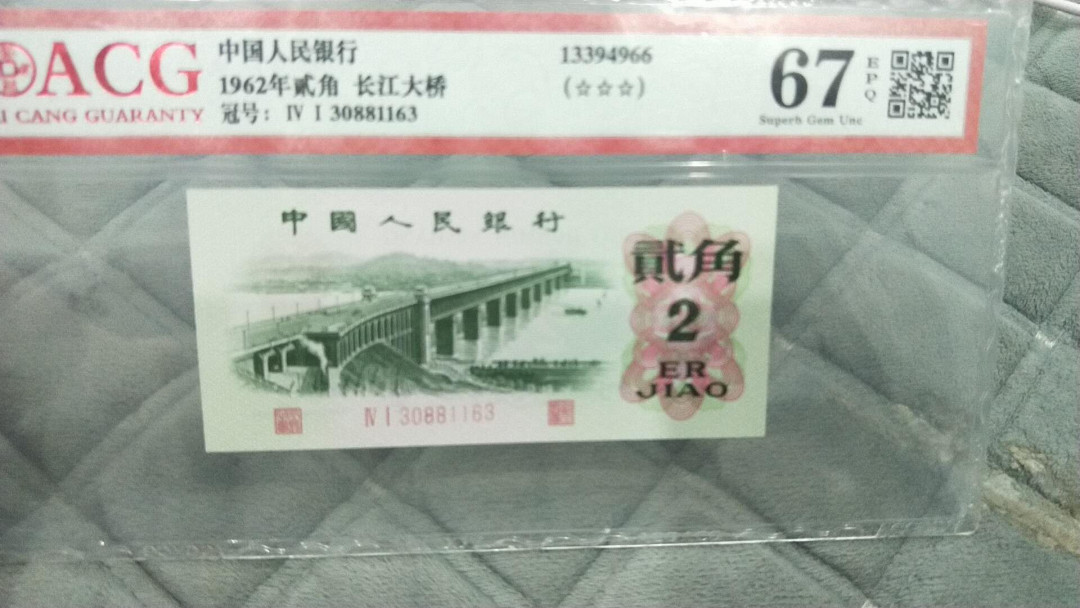 ACG
CANG GUARANTY
中国人民银行
1962年贰角 长江大桥
冠号: Ⅳ Ⅰ 30881163
13394966
(☆☆☆)
67
EPQ
Superb Gem Unc
中國人民銀行
貳角
2
ER
JIAO
Ⅳ Ⅰ 30881163